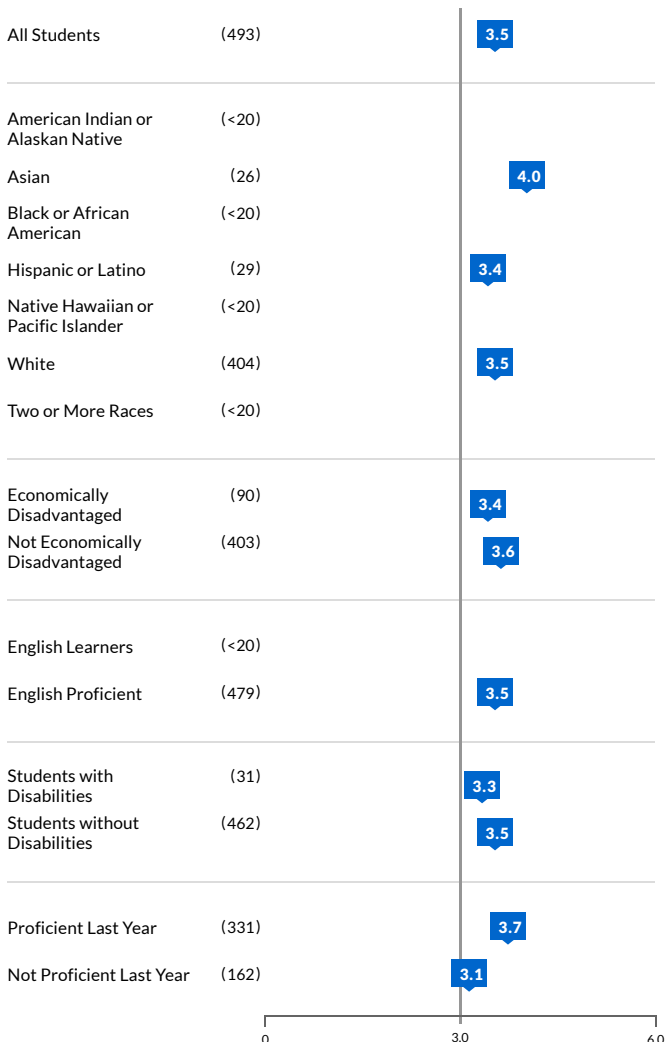 All Students (493) 3.5
American Indian or (<20)
Alaskan Native
Asian (26) 4.0
Black or African (<20)
American
Hispanic or Latino (29) 3.4
Native Hawaiian or (<20)
Pacific Islander
White (404) 3.5
Two or More Races (<20)
Economically (90) 3.4
Disadvantaged
Not Economically (403) 3.6
Disadvantaged
English Learners (<20)
English Proficient (479) 3.5
Students with (31) 3.3
Disabilities
Students without (462) 3.5
Disabilities
Proficient Last Year (331) 3.7
Not Proficient Last Year (162) 3.1
0 3.0 6.0